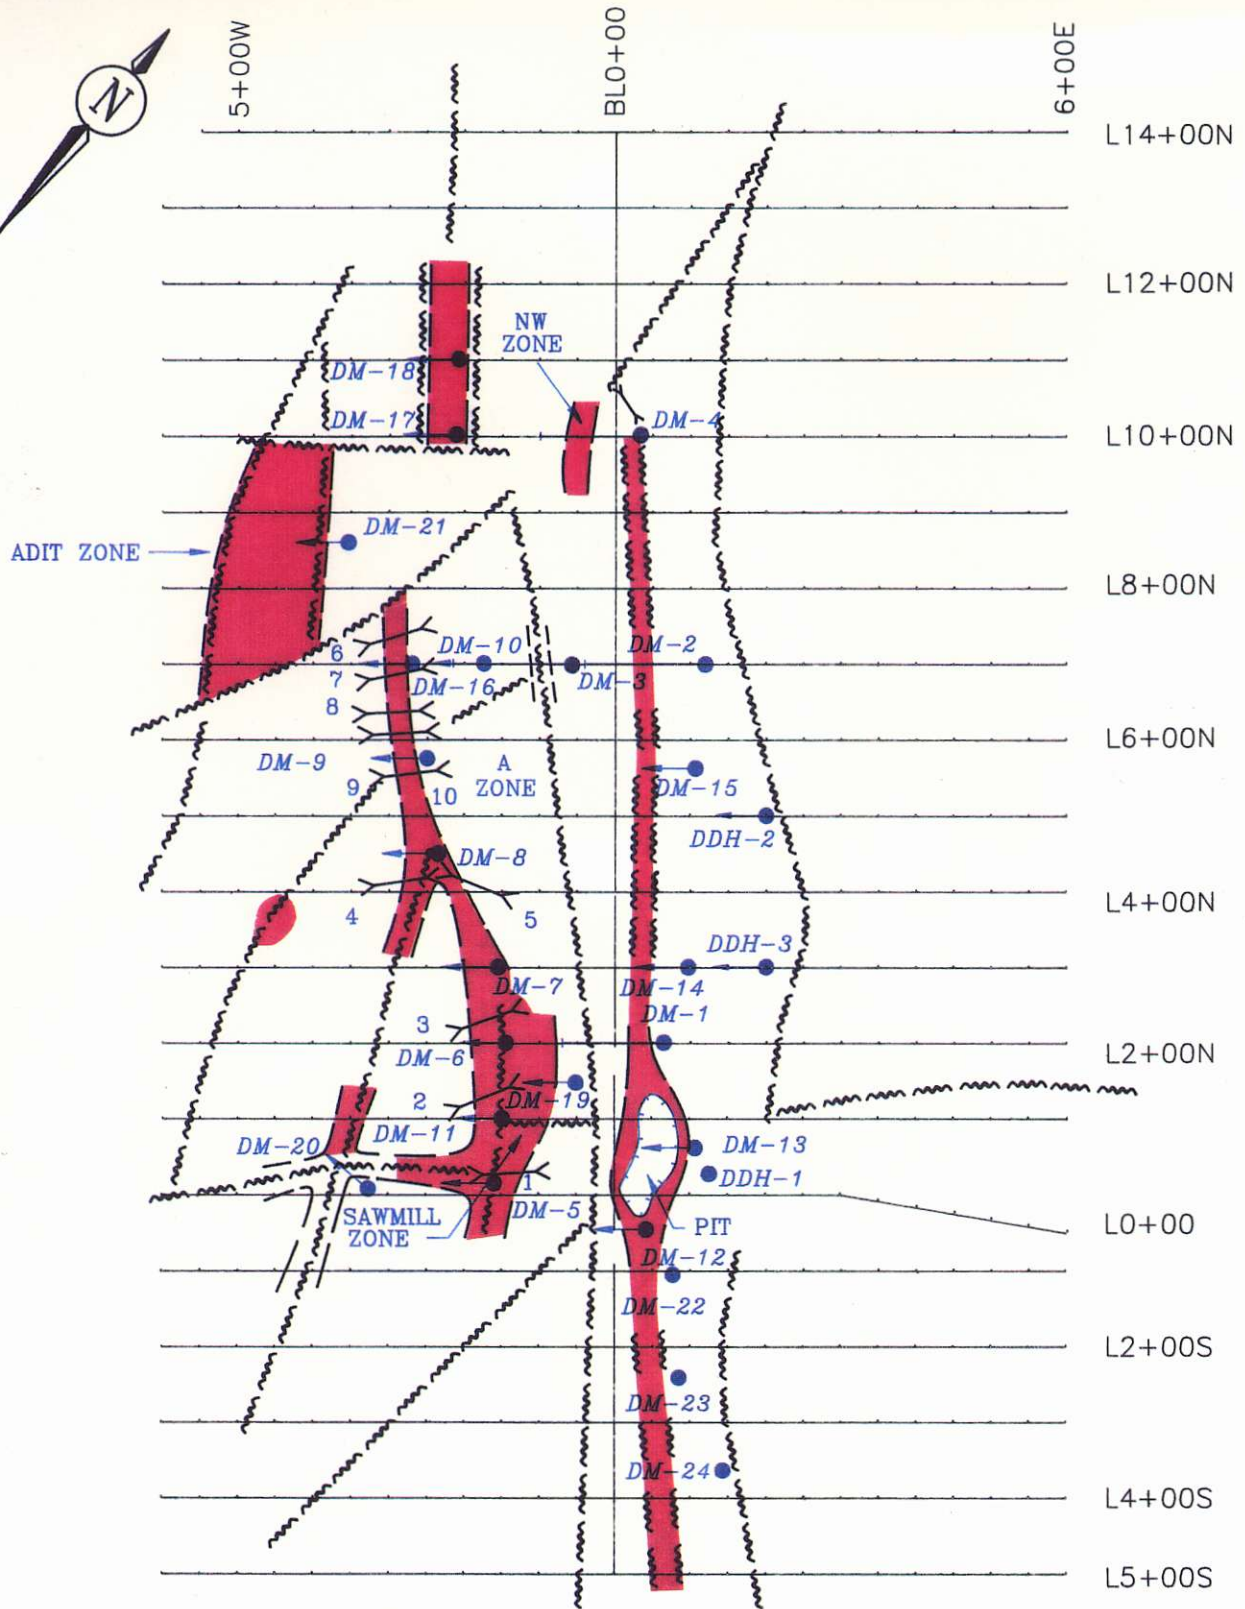 5+00W
BL0+00
6+00E
N
L14+00N
L12+00N
NW
ZONE
DM-18
DM-17
DM-4
L10+00N
DM-21
ADIT ZONE
L8+00N
6
DM-10
DM-2
7
DM-16
DM-3
8
L6+00N
DM-9
A
ZONE
9
10
DM-15
DDH-2
DM-8
4
5
L4+00N
DDH-3
DM-7
DM-14
3
DM-1
DM-6
L2+00N
2
DM-19
DM-11
DM-20
DM-13
1
DDH-1
SAWMILL
ZONE
DM-5
PIT
L0+00
DM-12
DM-22
L2+00S
DM-23
DM-24
L4+00S
L5+00S